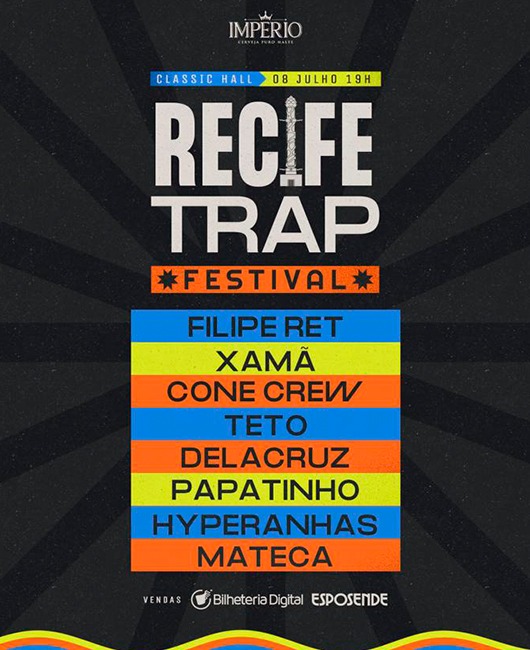 IMPÉRIO
CERVEJA PURO MALTE
CLASSIC HALL 08 JULHO 19H
RECIFE
TRAP
FESTIVAL
FILIPE RET
XAMÃ
CONE CREW
TETO
DELACRUZ
PAPATINHO
HYPERANHAS
MATECA
VENDAS Bilheteria Digital ESPOSENDE